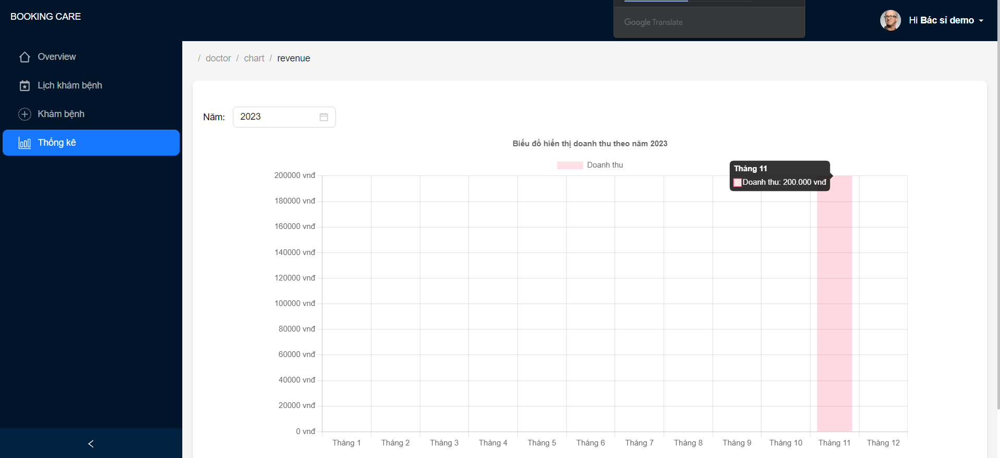 BOOKING CARE
Google Translate
Hi Bác sỉ demo
Overview
Lịch khám bệnh
Khám bệnh
Thống kê
/ doctor / chart / revenue
Năm: 2023
Biểu đồ hiển thị doanh thu theo năm 2023
Doanh thu
Tháng 11
Doanh thu: 200.000 vnđ
200000 vnđ
180000 vnđ
160000 vnđ
140000 vnđ
120000 vnđ
100000 vnđ
80000 vnđ
60000 vnđ
40000 vnđ
20000 vnđ
0 vnđ
Tháng 1 Tháng 2 Tháng 3 Tháng 4 Tháng 5 Tháng 6 Tháng 7 Tháng 8 Tháng 9 Tháng 10 Tháng 11 Tháng 12